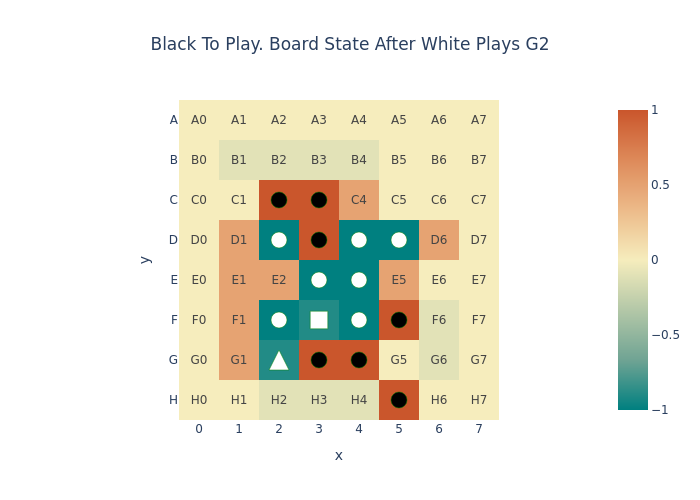 Black To Play. Board State After White Plays G2
A A0 A1 A2 A3 A4 A5 A6 A7
B B0 B1 B2 B3 B4 B5 B6 B7
C C0 C1 C4 C5 C6 C7
D D0 D1 D6 D7
E E0 E1 E2 E5 E6 E7
F F0 F1 F6 F7
G G0 G1 G5 G6 G7
H H0 H1 H2 H3 H4 H6 H7
0 1 2 3 4 5 6 7
x
y
1
0.5
0
−0.5
−1